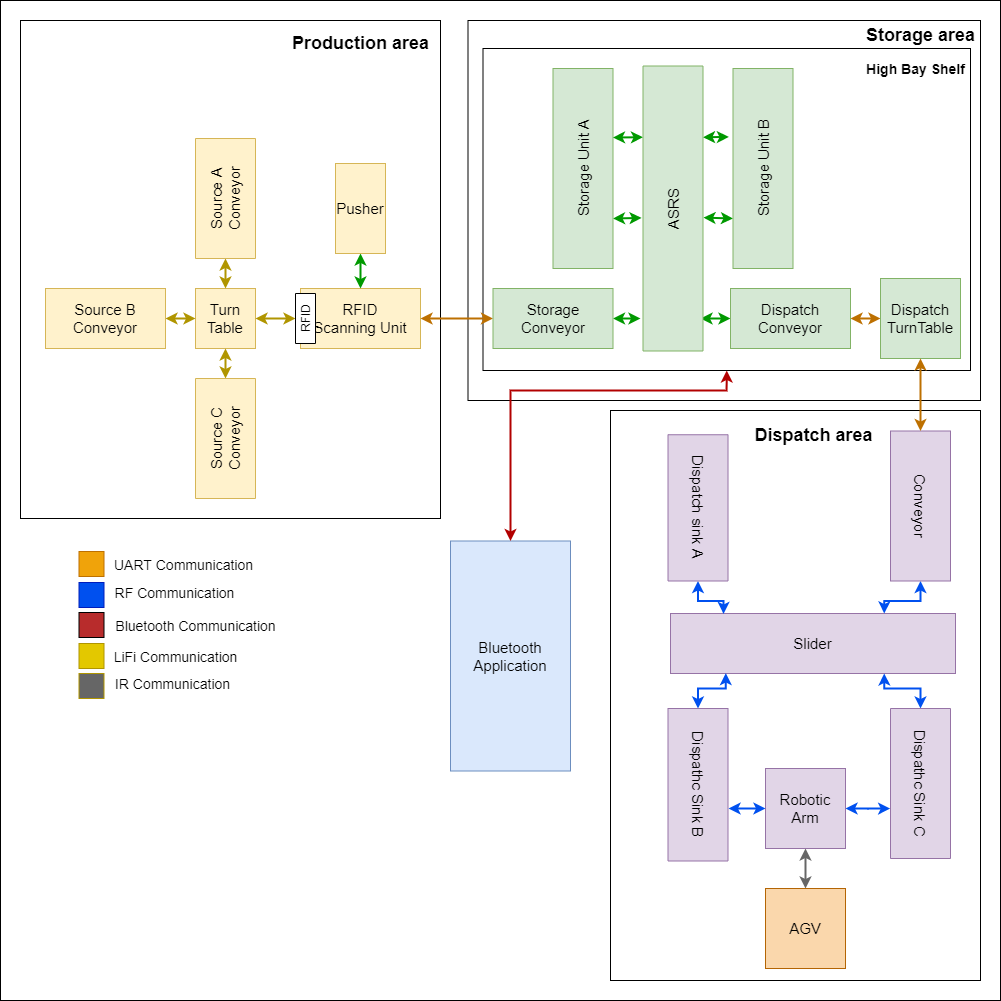 Production area
Source A
Conveyor
Pusher
Source B
Conveyor
Turn
Table
RFID
RFID
Scanning Unit
Source C
Conveyor
Storage area
High Bay Shelf
Storage Unit A
ASRS
Storage Unit B
Storage
Conveyor
Dispatch
Conveyor
Dispatch
TurnTable
Dispatch area
Dispatch sink A
Conveyor
Slider
Dispathc Sink B
Robotic
Arm
Dispathc Sink C
AGV
Bluetooth
Application
UART Communication
RF Communication
Bluetooth Communication
LiFi Communication
IR Communication